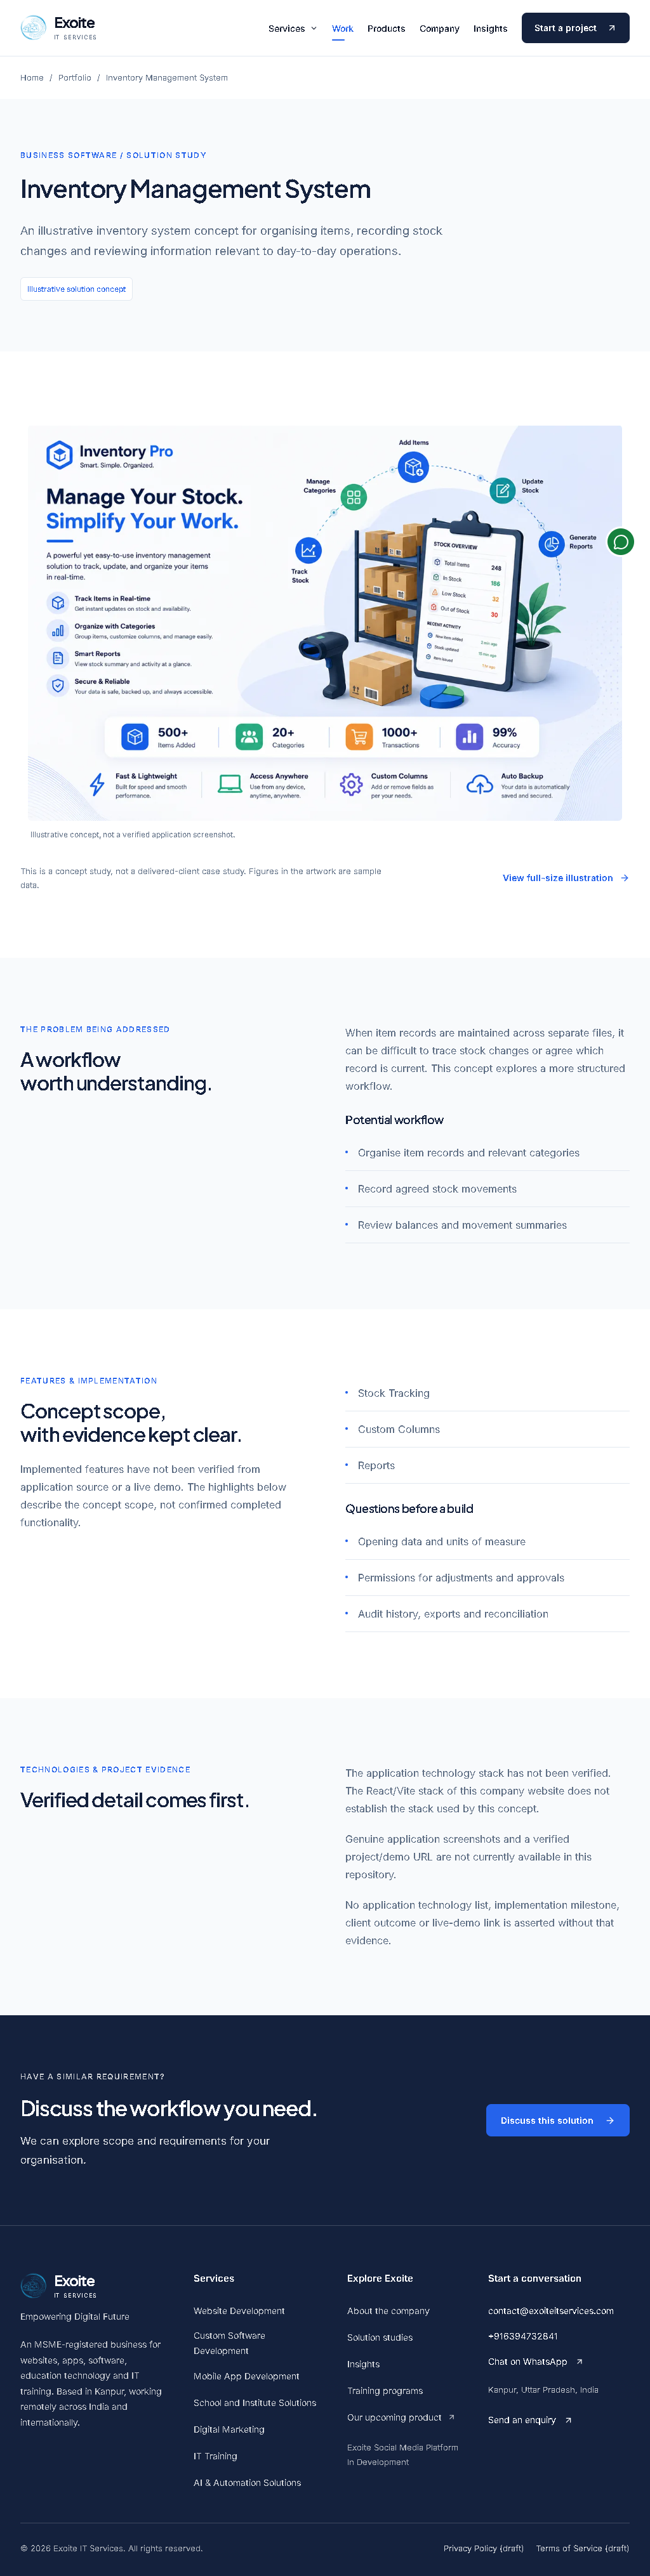 Exoite
IT SERVICES
Services
Work
Products
Company
Insights
Start a project
Home / Portfolio / Inventory Management System
BUSINESS SOFTWARE / SOLUTION STUDY
Inventory Management System
An illustrative inventory system concept for organising items, recording stock
changes and reviewing information relevant to day-to-day operations.
Illustrative solution concept
Inventory Pro
Smart. Simple. Organized.
Manage Your Stock.
Simplify Your Work.
A powerful yet easy-to-use inventory management
solution to track, update, and organize your items
in real-time.
Track Items in Real-time
Get instant updates on stock and availability.
Organize with Categories
Group items, customize columns, and manage easily.
Smart Reports
View stock summary and activity at a glance.
Secure & Reliable
Your data is safe, backed up, and always accessible.
Add Items
Manage
Categories
Update
Stock
Track
Stock
Generate
Reports
STOCK OVERVIEW
Total Items 248
In Stock 186
Low Stock 32
Out of Stock 30
RECENT ACTIVITY
New item added
Stock updated
Item issued
500+
Items Added
20+
Categories
1000+
Transactions
99%
Accuracy
Fast & Lightweight
Built for speed and smooth
performance.
Access Anywhere
Use from any device,
anytime, anywhere.
Custom Columns
Add or remove fields as
per your needs.
Auto Backup
Your data is automatically
saved and secured.
Illustrative concept, not a verified application screenshot.
This is a concept study, not a delivered-client case study. Figures in the artwork are sample
data.
View full-size illustration
THE PROBLEM BEING ADDRESSED
A workflow
worth understanding.
When item records are maintained across separate files, it
can be difficult to trace stock changes or agree which
record is current. This concept explores a more structured
workflow.
Potential workflow
Organise item records and relevant categories
Record agreed stock movements
Review balances and movement summaries
FEATURES & IMPLEMENTATION
Concept scope,
with evidence kept clear.
Implemented features have not been verified from
application source or a live demo. The highlights below
describe the concept scope, not confirmed completed
functionality.
Stock Tracking
Custom Columns
Reports
Questions before a build
Opening data and units of measure
Permissions for adjustments and approvals
Audit history, exports and reconciliation
TECHNOLOGIES & PROJECT EVIDENCE
Verified detail comes first.
The application technology stack has not been verified.
The React/Vite stack of this company website does not
establish the stack used by this concept.
Genuine application screenshots and a verified
project/demo URL are not currently available in this
repository.
No application technology list, implementation milestone,
client outcome or live-demo link is asserted without that
evidence.
HAVE A SIMILAR REQUIREMENT?
Discuss the workflow you need.
We can explore scope and requirements for your
organisation.
Discuss this solution
Exoite
IT SERVICES
Empowering Digital Future
An MSME-registered business for
websites, apps, software,
education technology and IT
training. Based in Kanpur, working
remotely across India and
internationally.
Services
Website Development
Custom Software
Development
Mobile App Development
School and Institute Solutions
Digital Marketing
IT Training
AI & Automation Solutions
Explore Exoite
About the company
Solution studies
Insights
Training programs
Our upcoming product
Exoite Social Media Platform
In Development
Start a conversation
contact@exoiteitservices.com
+916394732841
Chat on WhatsApp
Kanpur, Uttar Pradesh, India
Send an enquiry
© 2026 Exoite IT Services. All rights reserved.
Privacy Policy (draft)
Terms of Service (draft)